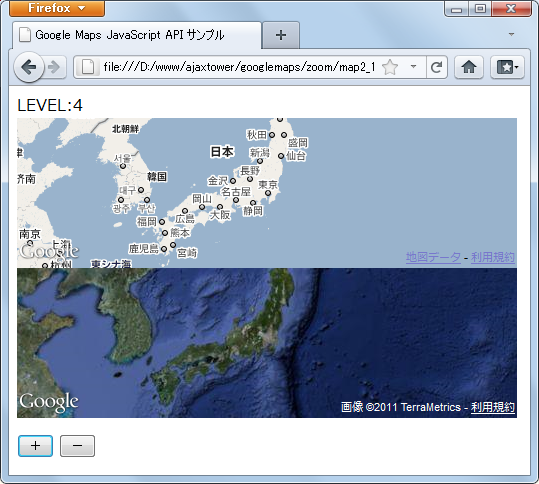 Firefox
Google Maps JavaScript API サンプル
file:///D:/www/ajaxtower/googlemaps/zoom/map2_1
LEVEL:4
北朝鮮
秋田
盛岡
서울
日本
新潟
仙台
済南
韓国
長野
金沢
東京
대구
岡山
名古屋
광주
부산
大阪
静岡
広島
福岡
熊本
南京
上海
鹿児島
宮崎
Google
杭州
東シナ海
地図データ - 利用規約
Google
画像 ©2011 TerraMetrics - 利用規約
+
-